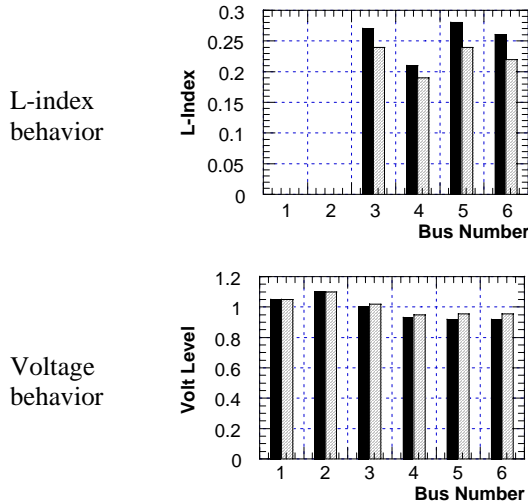 L-index
behavior
L-Index
0.3
0.25
0.2
0.15
0.1
0.05
0
1 2 3 4 5 6
Bus Number
Voltage
behavior
Volt Level
1.2
1
0.8
0.6
0.4
0.2
0
1 2 3 4 5 6
Bus Number